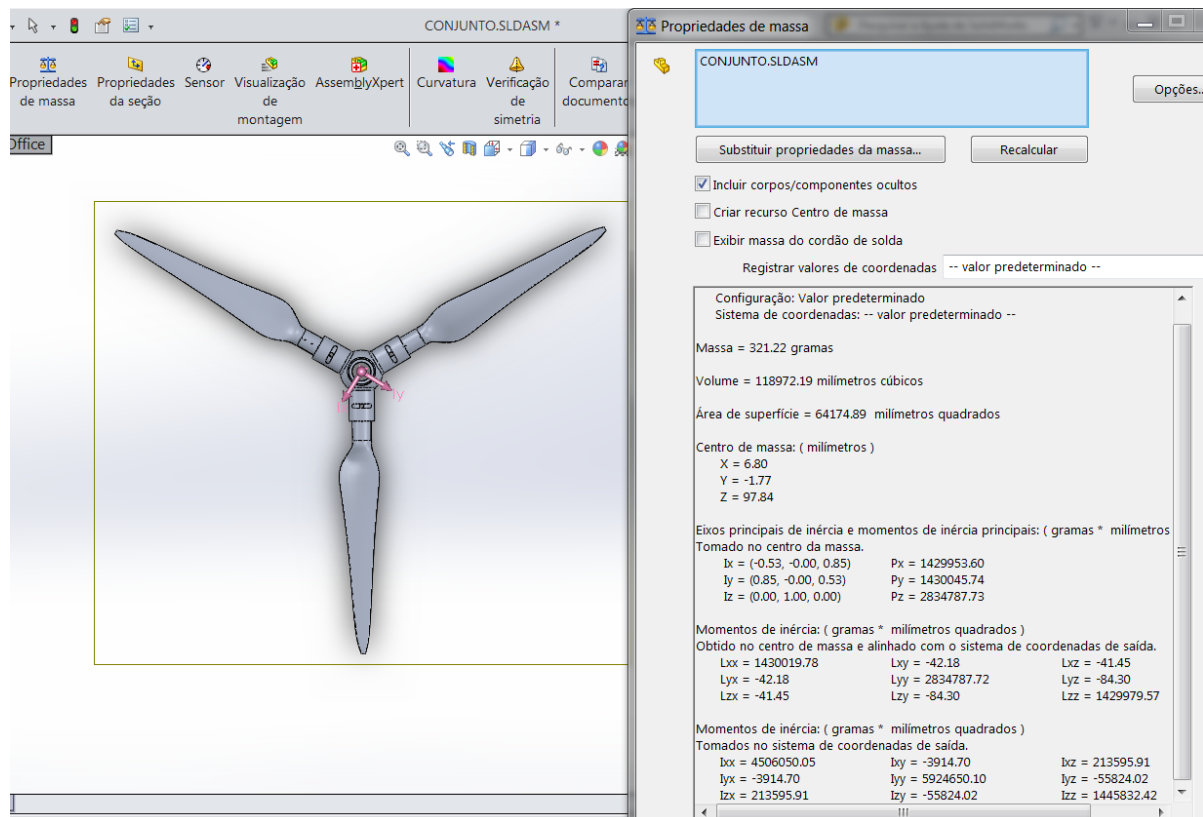 CONJUNTO.SLDASM *
Propriedades de massa
Propriedades de massa
Propriedades da seção
Sensor
Visualização de montagem
AssemblyXpert
Curvatura
Verificação de simetria
Comparar documento
Office
Iy
CONJUNTO.SLDASM
Opções..
Substituir propriedades da massa...
Recalcular
Incluir corpos/componentes ocultos
Criar recurso Centro de massa
Exibir massa do cordão de solda
Registrar valores de coordenadas -- valor predeterminado --
Configuração: Valor predeterminado
Sistema de coordenadas: -- valor predeterminado --
Massa = 321.22 gramas
Volume = 118972.19 milímetros cúbicos
Área de superfície = 64174.89 milímetros quadrados
Centro de massa: ( milímetros )
X = 6.80
Y = -1.77
Z = 97.84
Eixos principais de inércia e momentos de inércia principais: ( gramas * milímetros
Tomado no centro da massa.
Ix = (-0.53, -0.00, 0.85) Px = 1429953.60
Iy = (0.85, -0.00, 0.53) Py = 1430045.74
Iz = (0.00, 1.00, 0.00) Pz = 2834787.73
Momentos de inércia: ( gramas * milímetros quadrados )
Obtido no centro de massa e alinhado com o sistema de coordenadas de saída.
Lxx = 1430019.78 Lxy = -42.18 Lxz = -41.45
Lyx = -42.18 Lyy = 2834787.72 Lyz = -84.30
Lzx = -41.45 Lzy = -84.30 Lzz = 1429979.57
Momentos de inércia: ( gramas * milímetros quadrados )
Tomados no sistema de coordenadas de saída.
Ixx = 4506050.05 Ixy = -3914.70 Ixz = 213595.91
Iyx = -3914.70 Iyy = 5924650.10 Iyz = -55824.02
Izx = 213595.91 Izy = -55824.02 Izz = 1445832.42